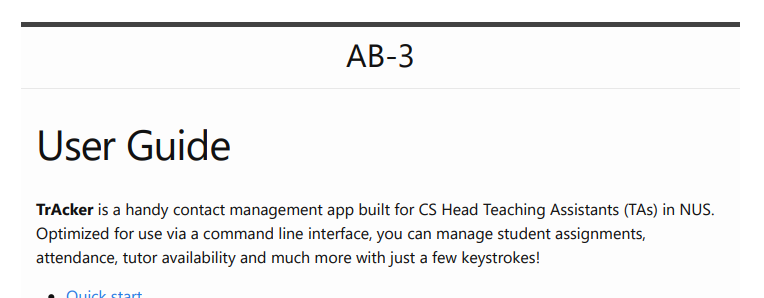 AB-3
User Guide
TrAcker is a handy contact management app built for CS Head Teaching Assistants (TAs) in NUS.
Optimized for use via a command line interface, you can manage student assignments,
attendance, tutor availability and much more with just a few keystrokes!
Quick start